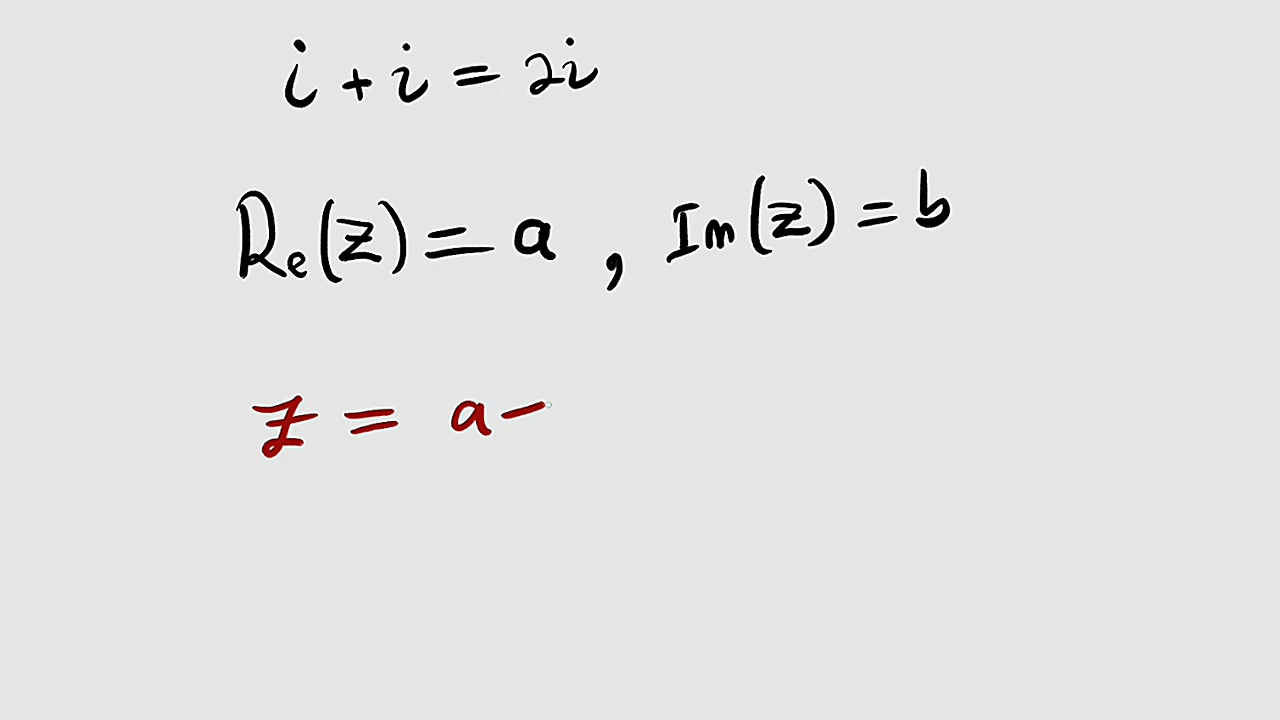 i + i = 2i
Re(z) = a , Im(z) = b
z = a −